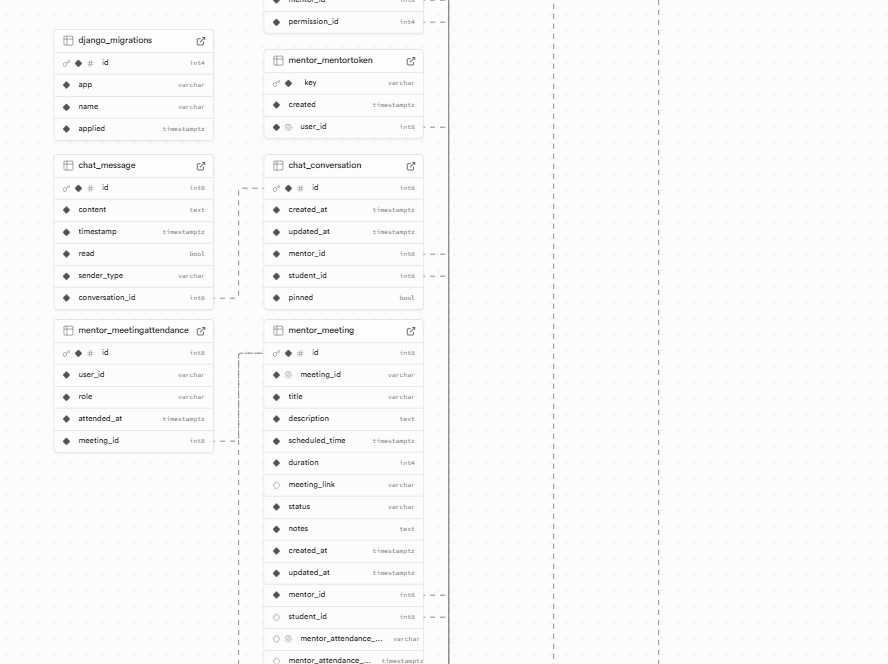 permission_id int4
django_migrations
id int4
app varchar
name varchar
applied timestamptz
mentor_mentortoken
key varchar
created timestamptz
user_id int8
chat_message
id int8
content text
timestamp timestamptz
read bool
sender_type varchar
conversation_id int8
chat_conversation
id int8
created_at timestamptz
updated_at timestamptz
mentor_id int8
student_id int8
pinned bool
mentor_meetingattendance
id int8
user_id varchar
role varchar
attended_at timestamptz
meeting_id int8
mentor_meeting
id int8
meeting_id varchar
title varchar
description text
scheduled_time timestamptz
duration int4
meeting_link varchar
status varchar
notes text
created_at timestamptz
updated_at timestamptz
mentor_id int8
student_id int8
mentor_attendance_... varchar
mentor_attendance_... timestamptz